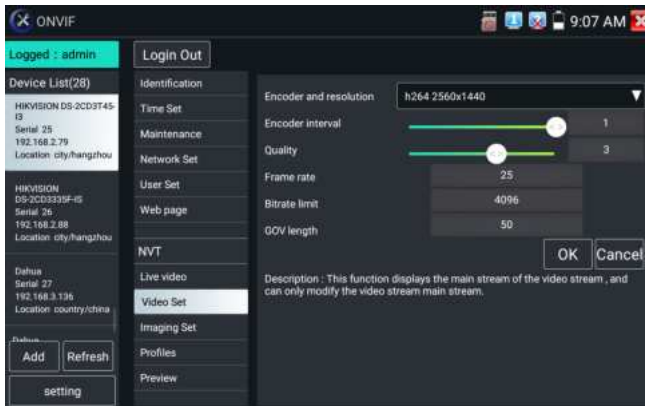 ONVIF
9:07 AM
Logged : admin
Login Out
Device List(28)
HIKVISION DS-2CD3T45-
I3
Serial 25
192.168.2.79
Location city/hangzhou
HIKVISION
DS-2CD3335F-IS
Serial 26
192.168.2.88
Location city/hangzhou
Dahua
Serial 27
192.168.3.136
Location country/china
Dahua
Add
Refresh
setting
Identification
Time Set
Maintenance
Network Set
User Set
Web page
NVT
Live video
Video Set
Imaging Set
Profiles
Preview
Encoder and resolution
h264 2560x1440
Encoder interval
1
Quality
3
Frame rate
25
Bitrate limit
4096
GOV length
50
OK
Cancel
Description : This function displays the main stream of the video stream , and
can only modify the video stream main stream.